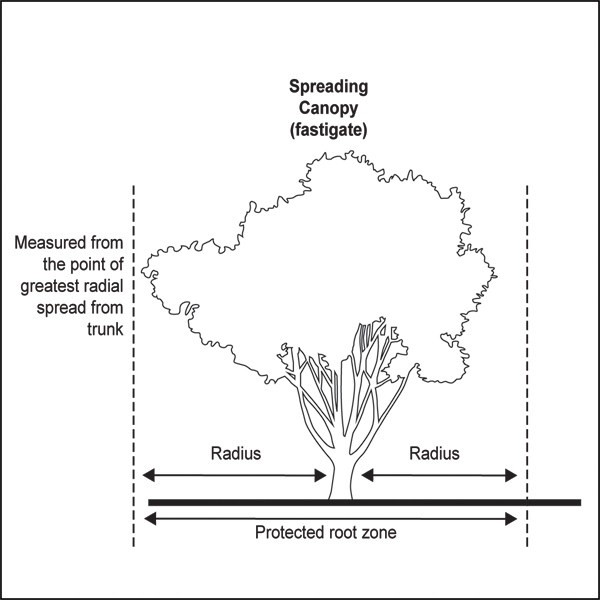 Spreading
Canopy
(fastigate)
Measured from
the point of
greatest radial
spread from
trunk
Radius
Radius
Protected root zone